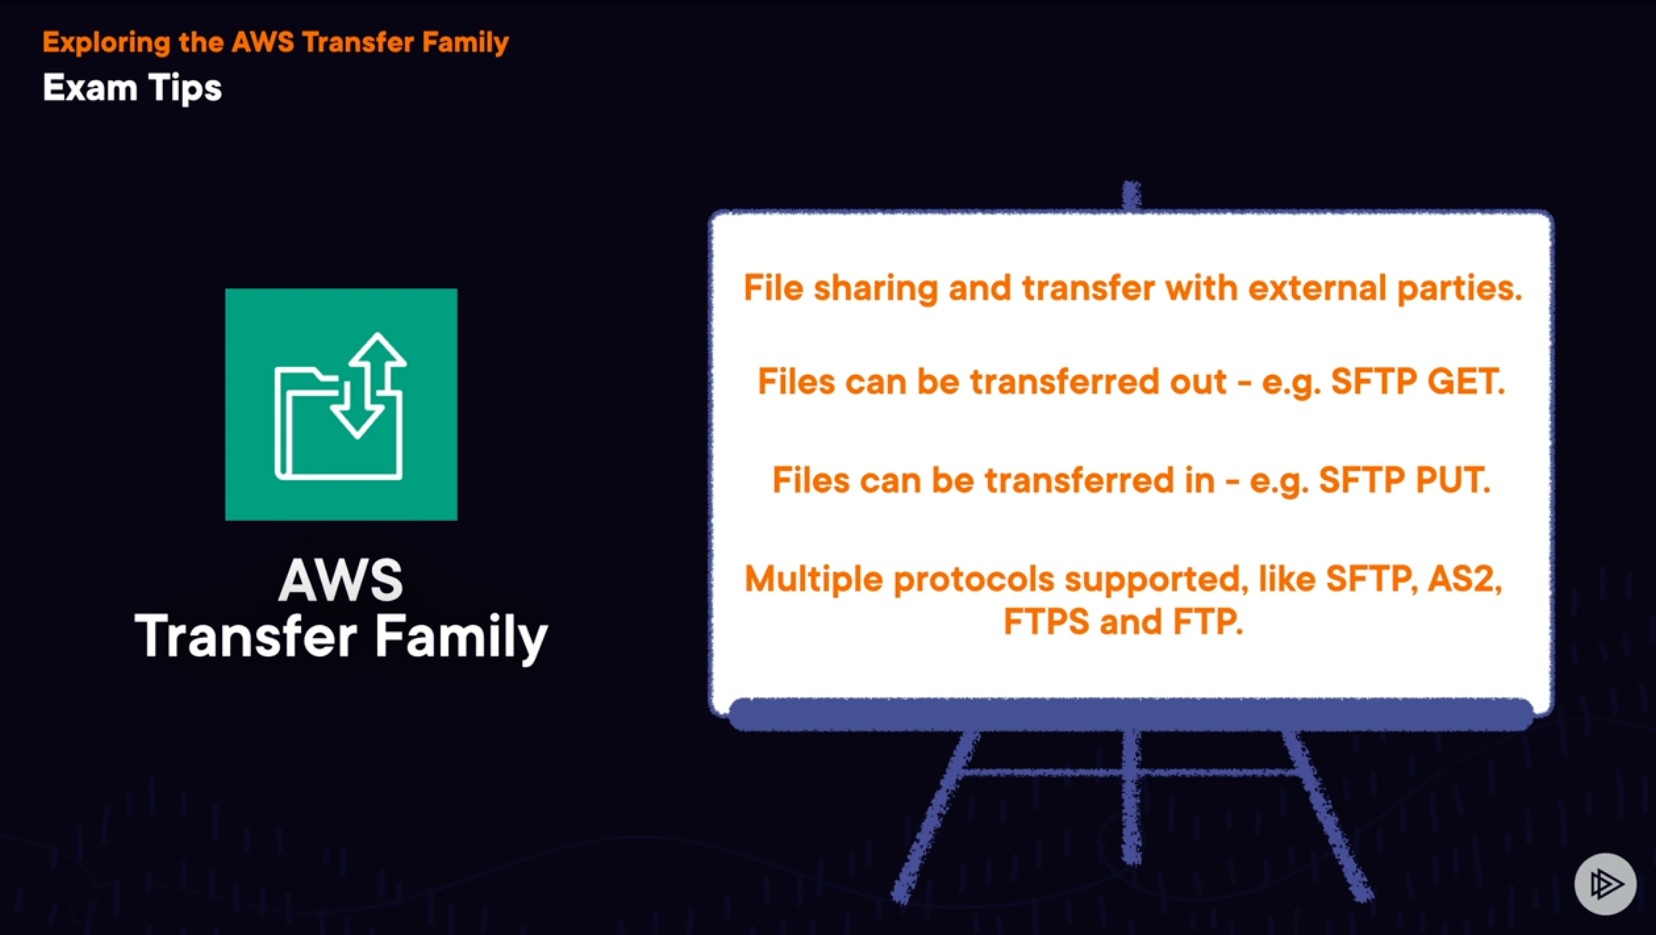 Exploring the AWS Transfer Family
Exam Tips
AWS
Transfer Family
File sharing and transfer with external parties.
Files can be transferred out - e.g. SFTP GET.
Files can be transferred in - e.g. SFTP PUT.
Multiple protocols supported, like SFTP, AS2,
FTPS and FTP.